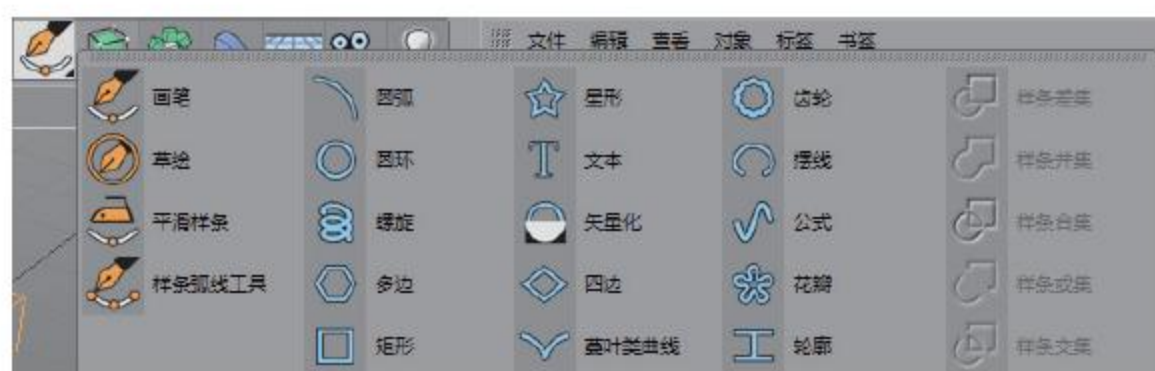 文件 编辑 查看 对象 标签 书签
画笔 圆弧 星形 齿轮 样条差集
草绘 圆环 文本 摆线 样条并集
平滑样条 螺旋 矢量化 公式 样条合集
样条弧线工具 多边 四边 花瓣 样条或集
矩形 蔓叶类曲线 轮廓 样条交集